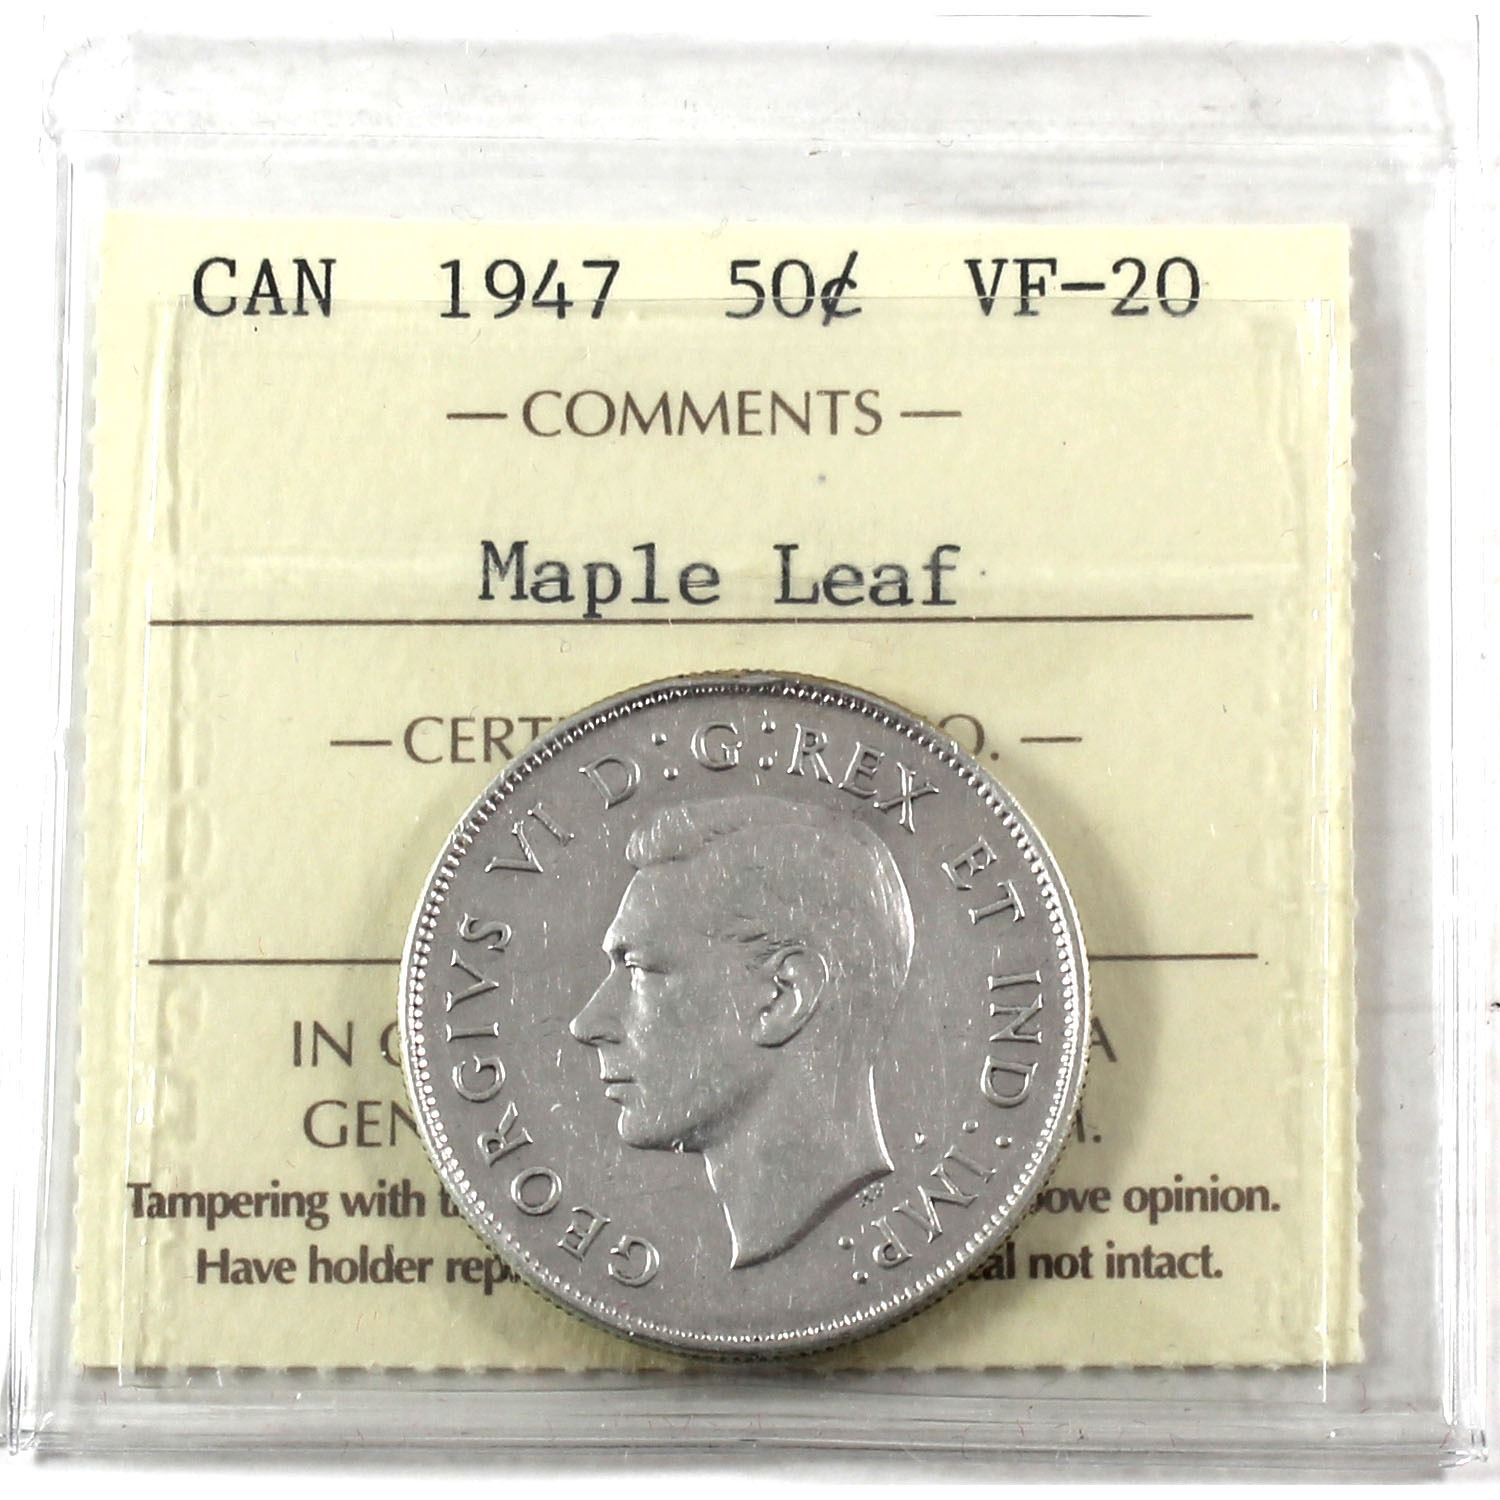 CAN 1947 50¢ VF-20
— COMMENTS —
Maple Leaf
— CERT O. —
GEORGIVS VI D:G:REX ET IND:IMP:
IN A
GEN
Tampering with ove opinion.
Have holder rep al not intact.